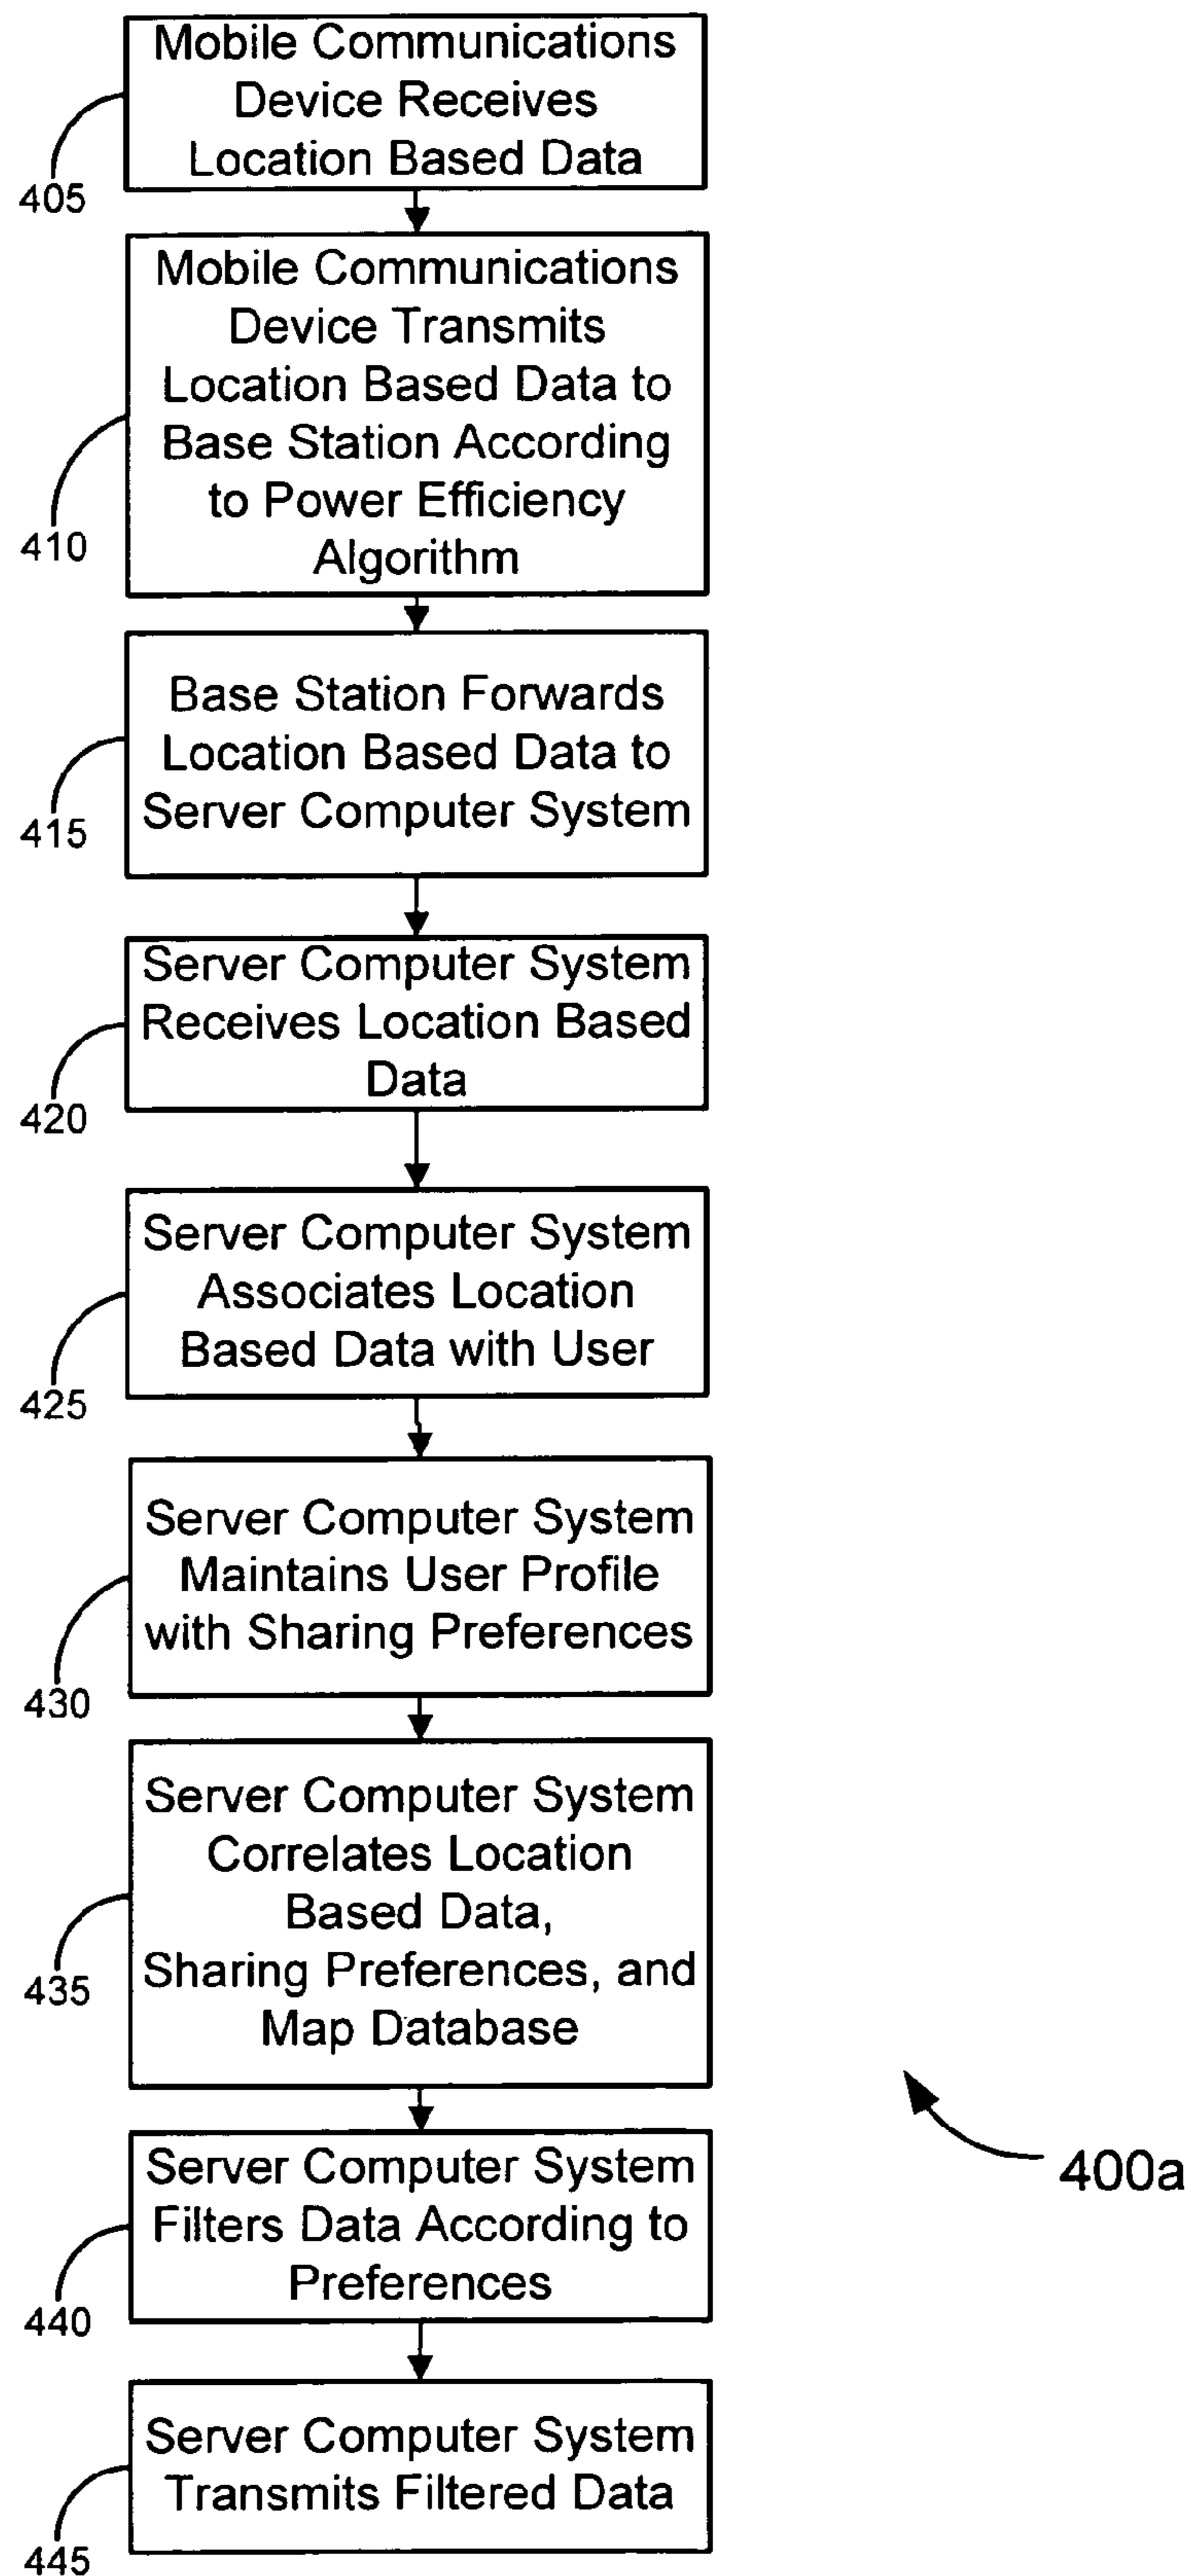 Mobile Communications
Device Receives
Location Based Data
405
Mobile Communications
Device Transmits
Location Based Data to
Base Station According
to Power Efficiency
Algorithm
410
Base Station Forwards
Location Based Data to
Server Computer System
415
Server Computer System
Receives Location Based
Data
420
Server Computer System
Associates Location
Based Data with User
425
Server Computer System
Maintains User Profile
with Sharing Preferences
430
Server Computer System
Correlates Location
Based Data,
Sharing Preferences, and
Map Database
435
400a
Server Computer System
Filters Data According to
Preferences
440
Server Computer System
Transmits Filtered Data
445